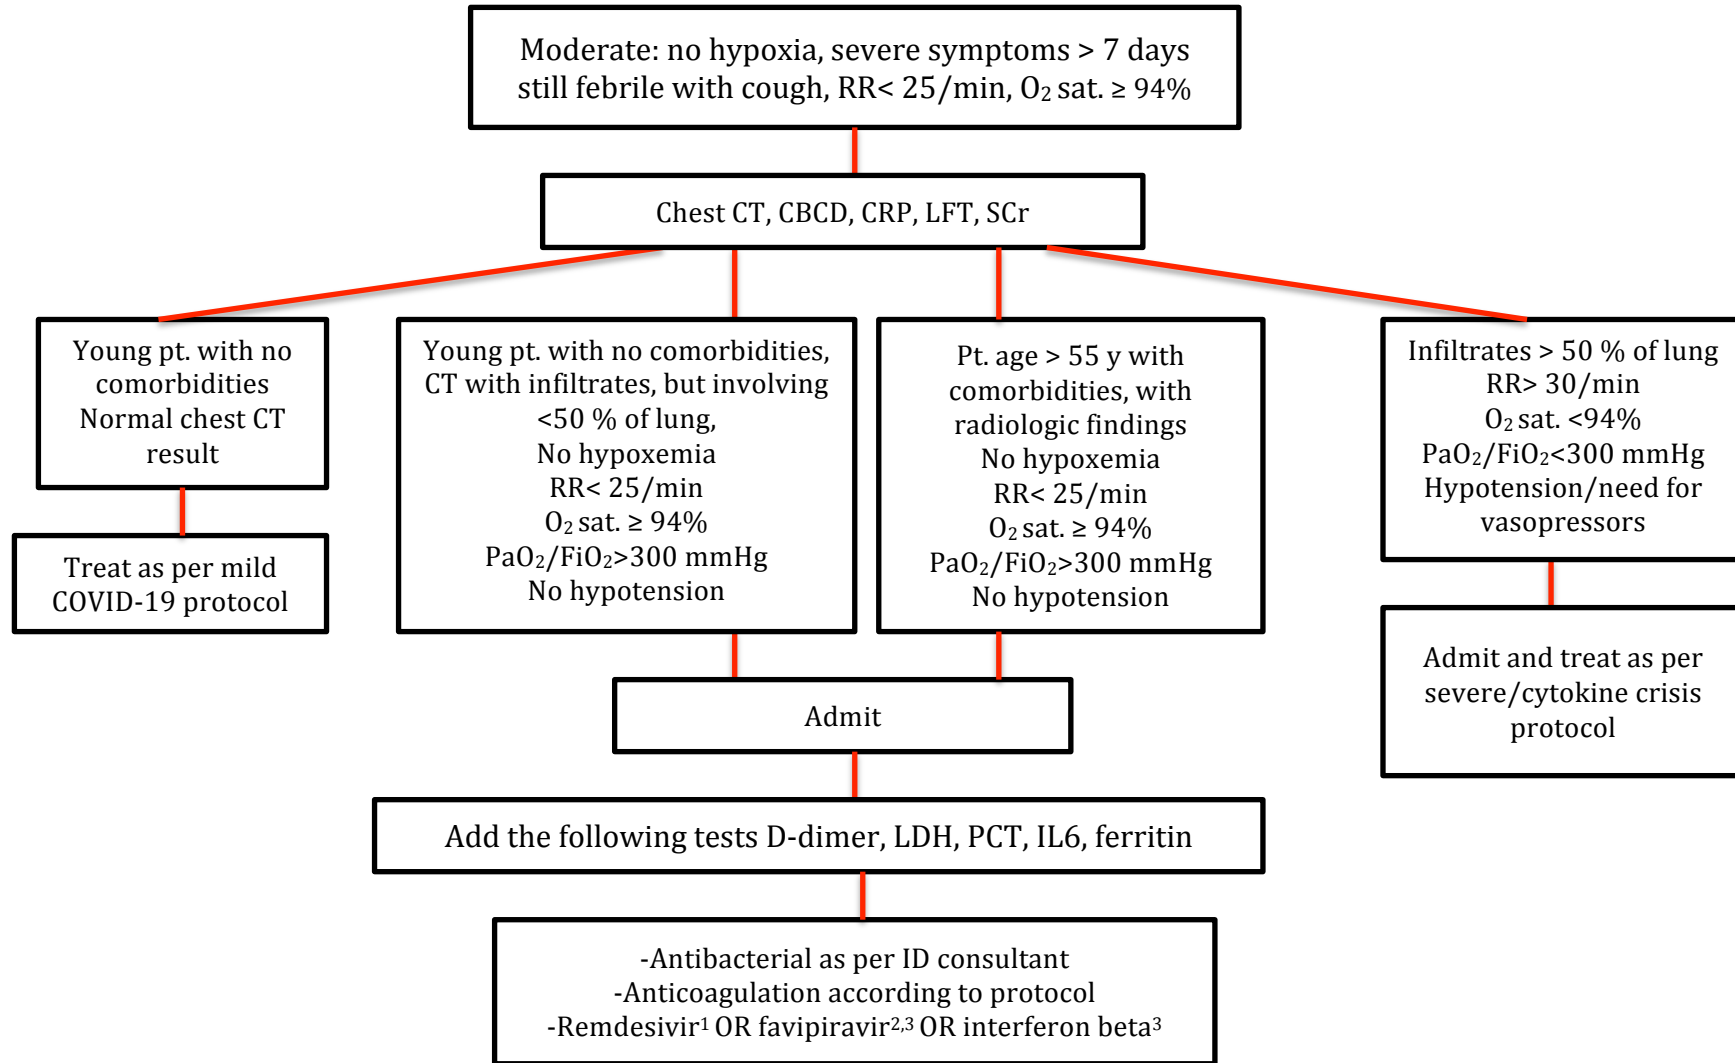 Moderate: no hypoxia, severe symptoms > 7 days
still febrile with cough, RR< 25/min, O₂ sat. ≥ 94%
Chest CT, CBCD, CRP, LFT, SCr
Young pt. with no
comorbidities
Normal chest CT
result
Treat as per mild
COVID-19 protocol
Young pt. with no comorbidities,
CT with infiltrates, but involving
<50 % of lung,
No hypoxemia
RR< 25/min
O₂ sat. ≥ 94%
PaO₂/FiO₂>300 mmHg
No hypotension
Pt. age > 55 y with
comorbidities, with
radiologic findings
No hypoxemia
RR< 25/min
O₂ sat. ≥ 94%
PaO₂/FiO₂>300 mmHg
No hypotension
Infiltrates > 50 % of lung
RR> 30/min
O₂ sat. <94%
PaO₂/FiO₂<300 mmHg
Hypotension/need for
vasopressors
Admit and treat as per
severe/cytokine crisis
protocol
Admit
Add the following tests D-dimer, LDH, PCT, IL6, ferritin
-Antibacterial as per ID consultant
-Anticoagulation according to protocol
-Remdesivir¹ OR favipiravir²,³ OR interferon beta³